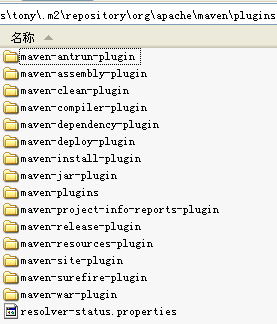 s\tony\.m2\repository\org\apache\maven\plugins
名称
maven-antrun-plugin
maven-assembly-plugin
maven-clean-plugin
maven-compiler-plugin
maven-dependency-plugin
maven-deploy-plugin
maven-install-plugin
maven-jar-plugin
maven-plugins
maven-project-info-reports-plugin
maven-release-plugin
maven-resources-plugin
maven-site-plugin
maven-surefire-plugin
maven-war-plugin
resolver-status.properties